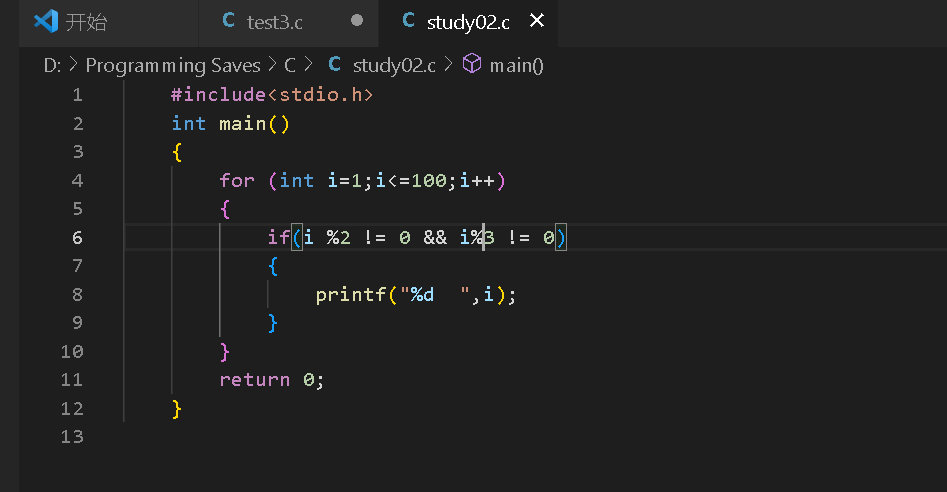 开始 test3.c study02.c
D: > Programming Saves > C > study02.c > main()
1 #include<stdio.h>
2 int main()
3 {
4 for (int i=1;i<=100;i++)
5 {
6 if(i %2 != 0 && i%3 != 0)
7 {
8 printf("%d  ",i);
9 }
10 }
11 return 0;
12 }
13